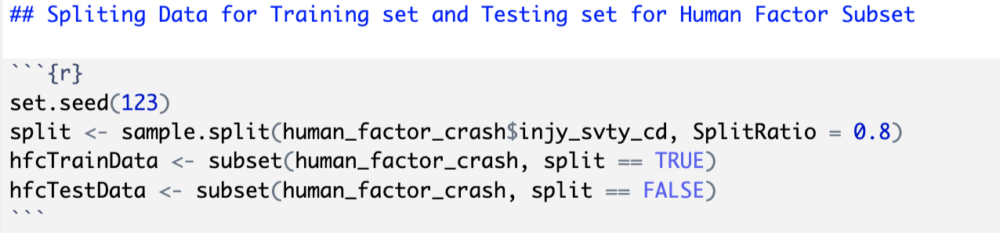 ## Spliting Data for Training set and Testing set for Human Factor Subset
```{r}
set.seed(123)
split <- sample.split(human_factor_crash$injy_svty_cd, SplitRatio = 0.8)
hfcTrainData <- subset(human_factor_crash, split == TRUE)
hfcTestData <- subset(human_factor_crash, split == FALSE)
```